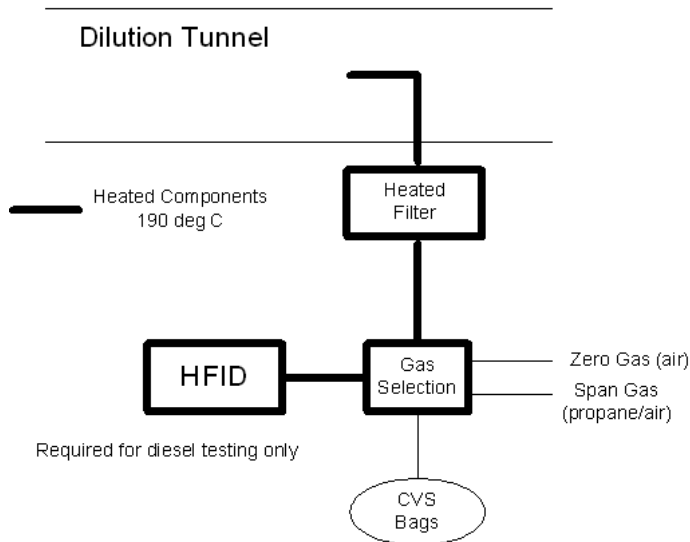 Dilution Tunnel
Heated Components
190 deg C
Heated
Filter
HFID
Gas
Selection
Zero Gas (air)
Span Gas
(propane/air)
Required for diesel testing only
CVS
Bags